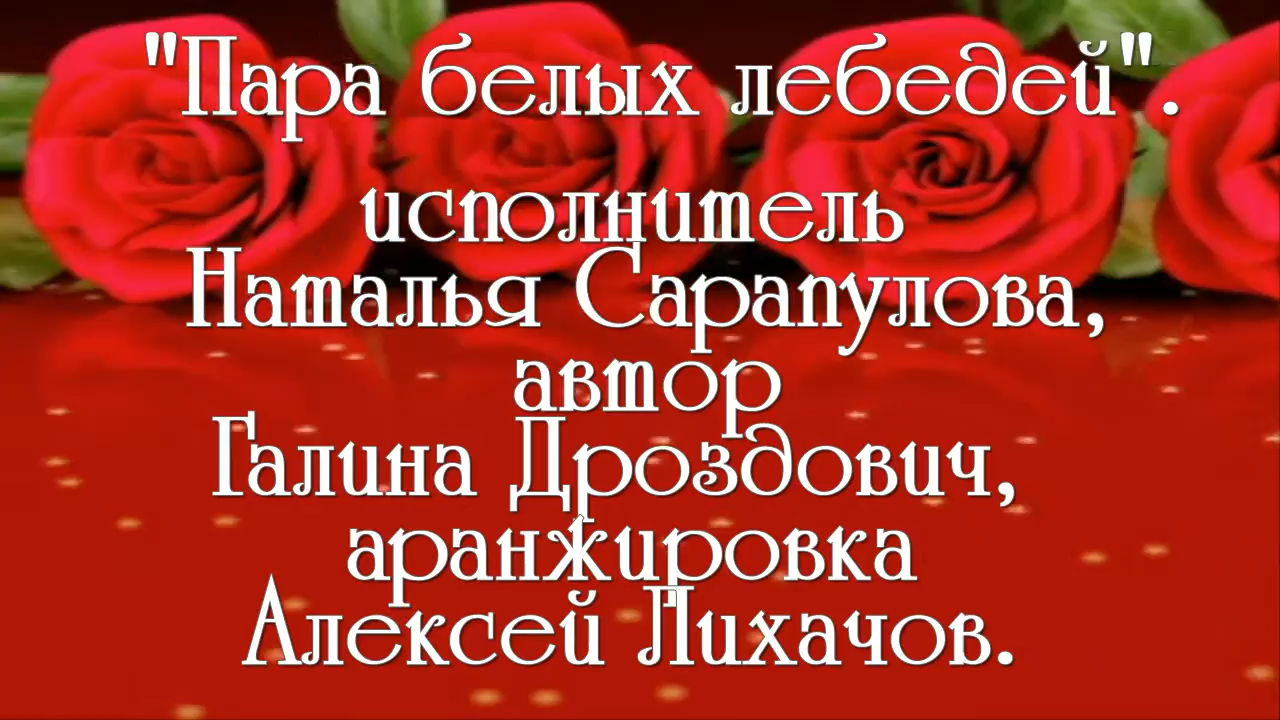 "Пара белых лебедей".
исполнитель
Наталья Сарапулова,
автор
Галина Дроздович,
аранжировка
Алексей Лихачов.